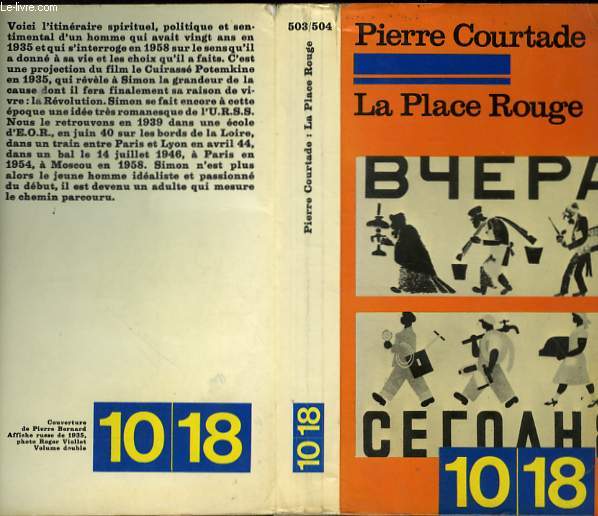 Le-livre.com
Voici l'itinéraire spirituel, politique et sen-
timental d'un homme qui avait vingt ans en
1935 et qui s'interroge en 1958 sur le sens qu'il
a donné à sa vie et les choix qu'il a faits. C'est
une projection du film le Cuirassé Potemkine
en 1935, qui révèle à Simon la grandeur de la
cause dont il fera finalement sa raison de vi-
vre : la Révolution. Simon se fait encore à cette
époque une idée très romanesque de l'U.R.S.S.
Nous le retrouvons en 1939 dans une école
d'E.O.R., en juin 40 sur les bords de la Loire,
dans un train entre Paris et Lyon en avril 44,
dans un bal le 14 juillet 1946, à Paris en
1954, à Moscou en 1958. Simon n'est plus
alors le jeune homme idéaliste et passionné
du début, il est devenu un adulte qui mesure
le chemin parcouru.
Couverture
de Pierre Bernard
Affiche russe de 1935,
photo Roger Viollet
Volume double
10 18
503/504
Pierre Courtade : La Place Rouge
10 18
Pierre Courtade
La Place Rouge
ВЧЕРА
СЕГОДНЯ
10 18